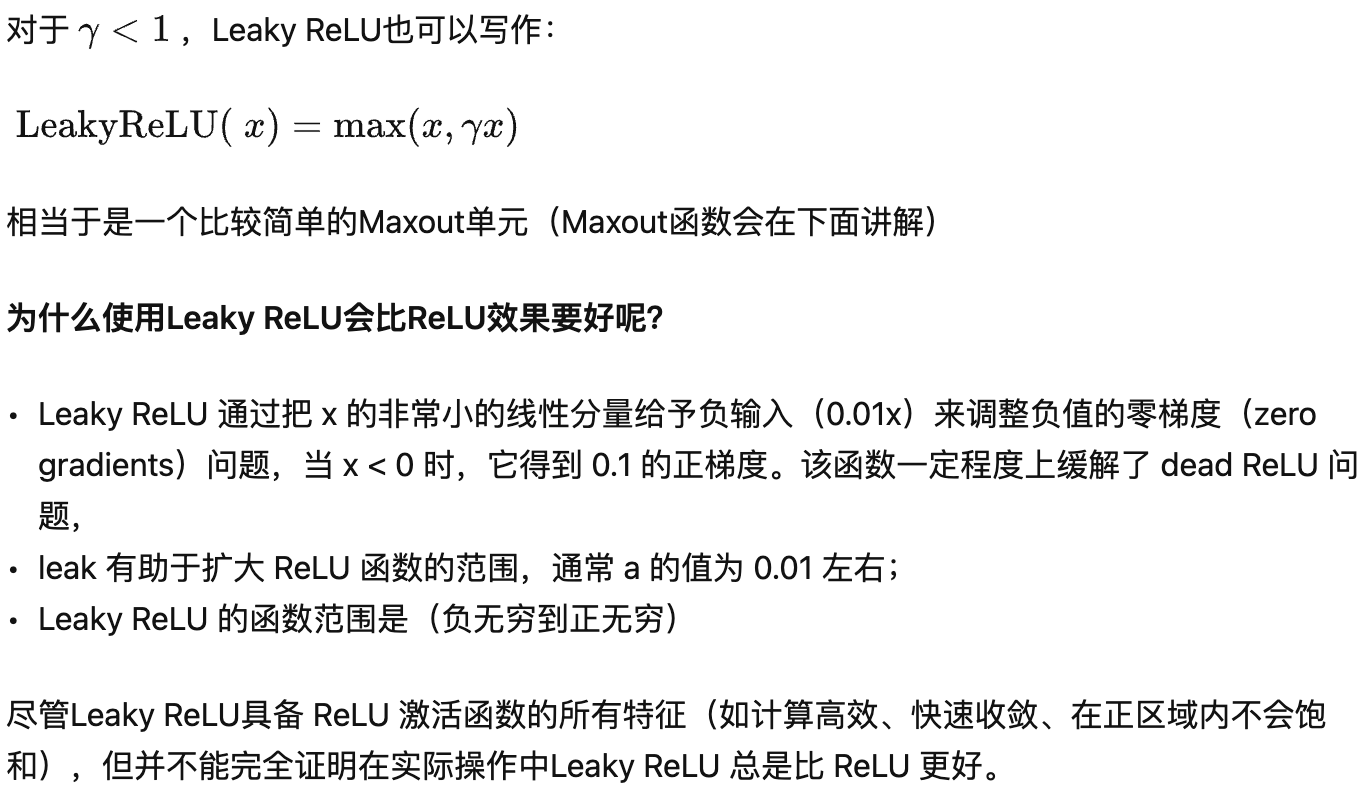 对于 γ < 1 ，Leaky ReLU也可以写作：
LeakyReLU( x) = max(x, γx)
相当于是一个比较简单的Maxout单元（Maxout函数会在下面讲解）
为什么使用Leaky ReLU会比ReLU效果要好呢?
• Leaky ReLU 通过把 x 的非常小的线性分量给予负输入（0.01x）来调整负值的零梯度（zero
gradients）问题，当 x < 0 时，它得到 0.1 的正梯度。该函数一定程度上缓解了 dead ReLU 问
题，
• leak 有助于扩大 ReLU 函数的范围，通常 a 的值为 0.01 左右；
• Leaky ReLU 的函数范围是（负无穷到正无穷）
尽管Leaky ReLU具备 ReLU 激活函数的所有特征（如计算高效、快速收敛、在正区域内不会饱
和），但并不能完全证明在实际操作中Leaky ReLU 总是比 ReLU 更好。